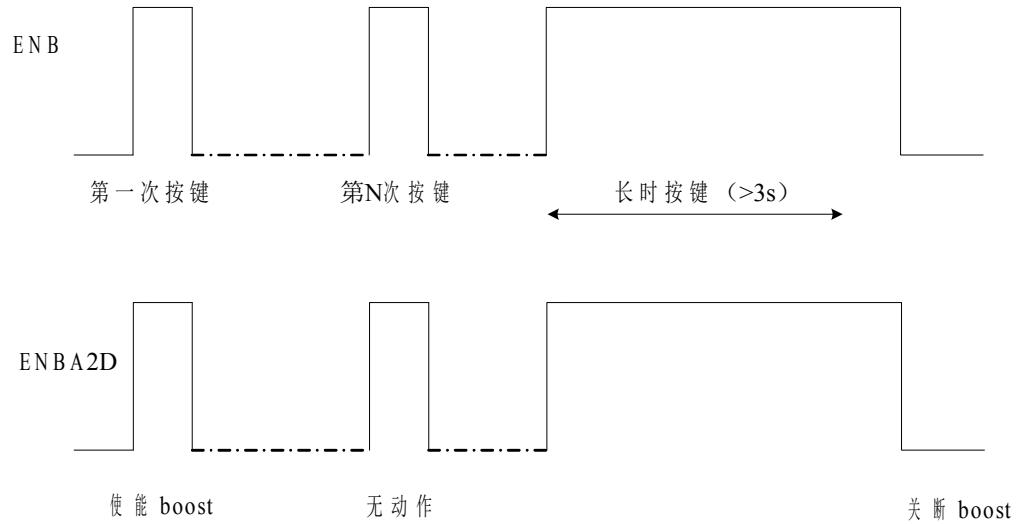 ENB
第一次按键
第N次按键
长时按键（>3s）
ENBA2D
使能 boost
无动作
关断 boost